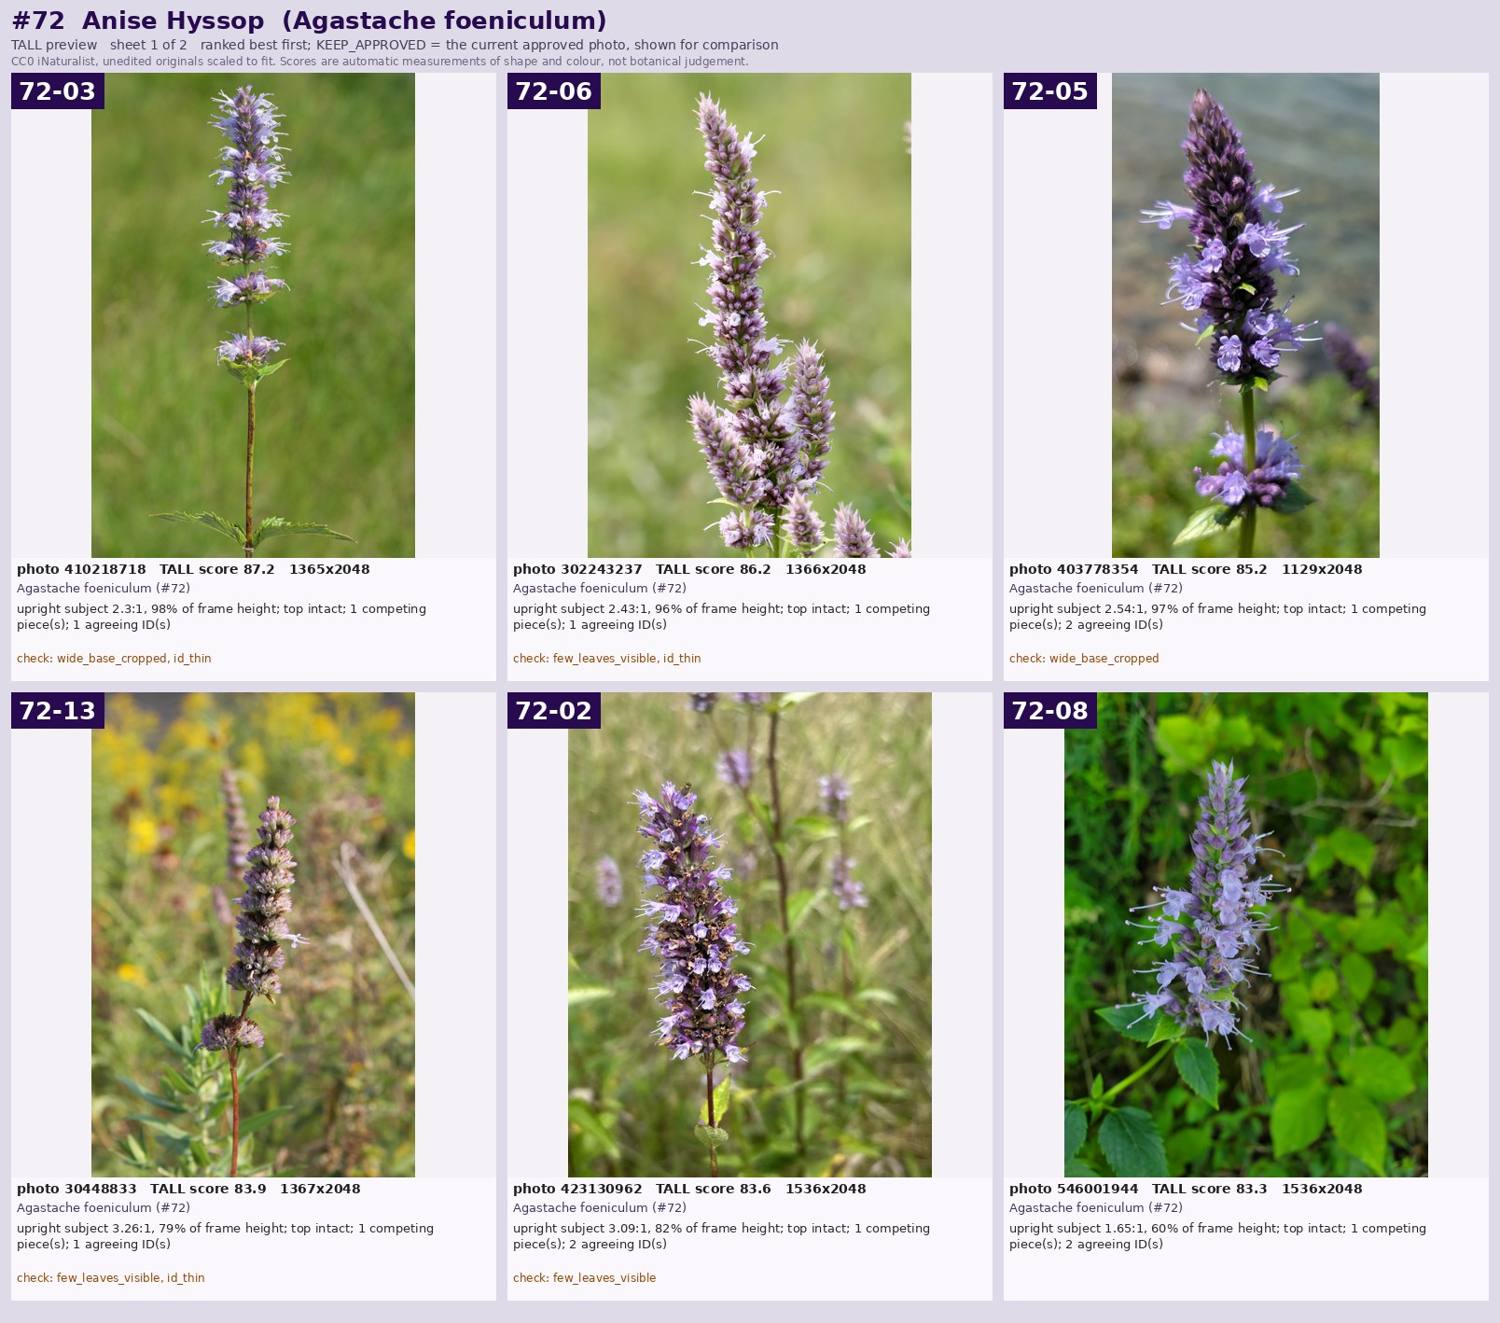 #72  Anise Hyssop  (Agastache foeniculum)
TALL preview   sheet 1 of 2   ranked best first; KEEP_APPROVED = the current approved photo, shown for comparison
CC0 iNaturalist, unedited originals scaled to fit. Scores are automatic measurements of shape and colour, not botanical judgement.
72-03
photo 410218718   TALL score 87.2   1365x2048
Agastache foeniculum (#72)
upright subject 2.3:1, 98% of frame height; top intact; 1 competing
piece(s); 1 agreeing ID(s)
check: wide_base_cropped, id_thin
72-06
photo 302243237   TALL score 86.2   1366x2048
Agastache foeniculum (#72)
upright subject 2.43:1, 96% of frame height; top intact; 1 competing
piece(s); 1 agreeing ID(s)
check: few_leaves_visible, id_thin
72-05
photo 403778354   TALL score 85.2   1129x2048
Agastache foeniculum (#72)
upright subject 2.54:1, 97% of frame height; top intact; 1 competing
piece(s); 2 agreeing ID(s)
check: wide_base_cropped
72-13
photo 30448833   TALL score 83.9   1367x2048
Agastache foeniculum (#72)
upright subject 3.26:1, 79% of frame height; top intact; 1 competing
piece(s); 1 agreeing ID(s)
check: few_leaves_visible, id_thin
72-02
photo 423130962   TALL score 83.6   1536x2048
Agastache foeniculum (#72)
upright subject 3.09:1, 82% of frame height; top intact; 1 competing
piece(s); 2 agreeing ID(s)
check: few_leaves_visible
72-08
photo 546001944   TALL score 83.3   1536x2048
Agastache foeniculum (#72)
upright subject 1.65:1, 60% of frame height; top intact; 1 competing
piece(s); 2 agreeing ID(s)